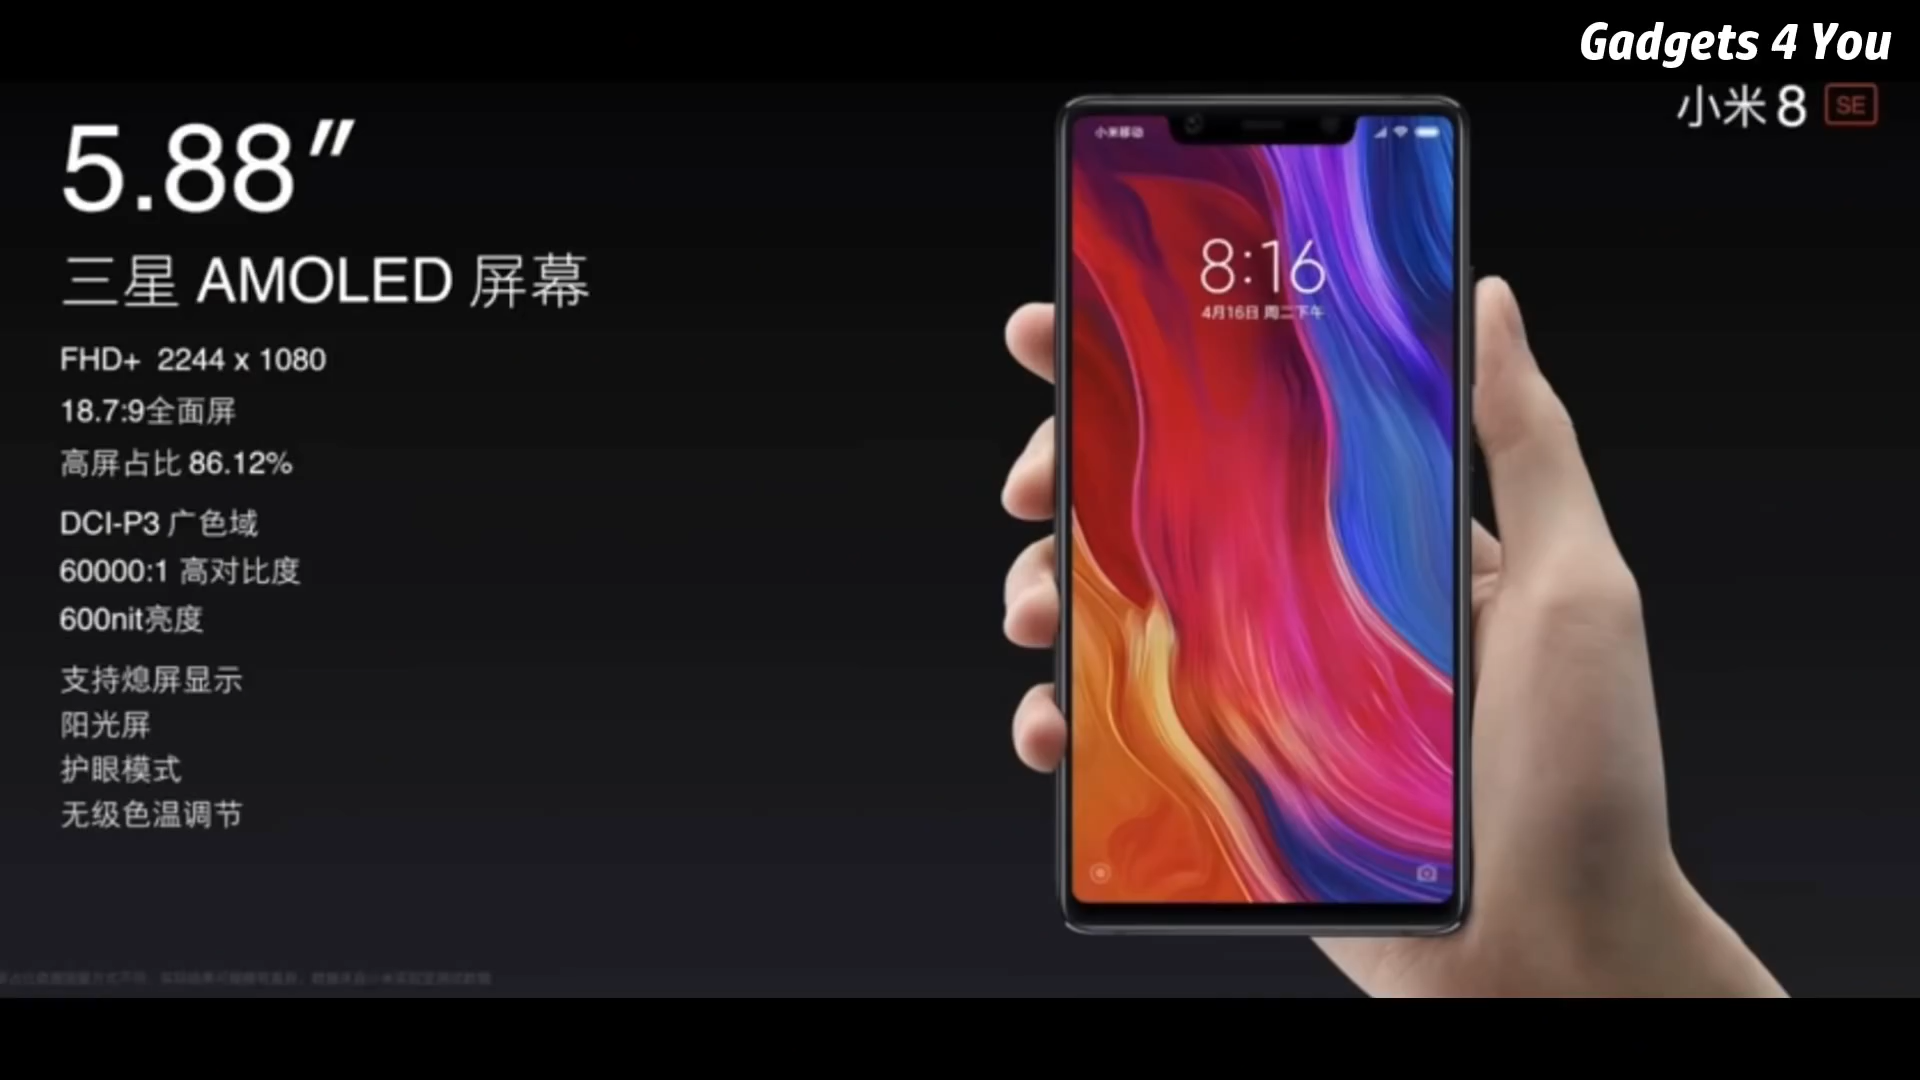 Gadgets 4 You
小米8 SE
5.88"
三星 AMOLED 屏幕
FHD+ 2244 x 1080
18.7:9全面屏
高屏占比 86.12%
DCI-P3 广色域
60000:1 高对比度
600nit亮度
支持熄屏显示
阳光屏
护眼模式
无级色温调节
小米移动
8:16
4月16日 周二下午